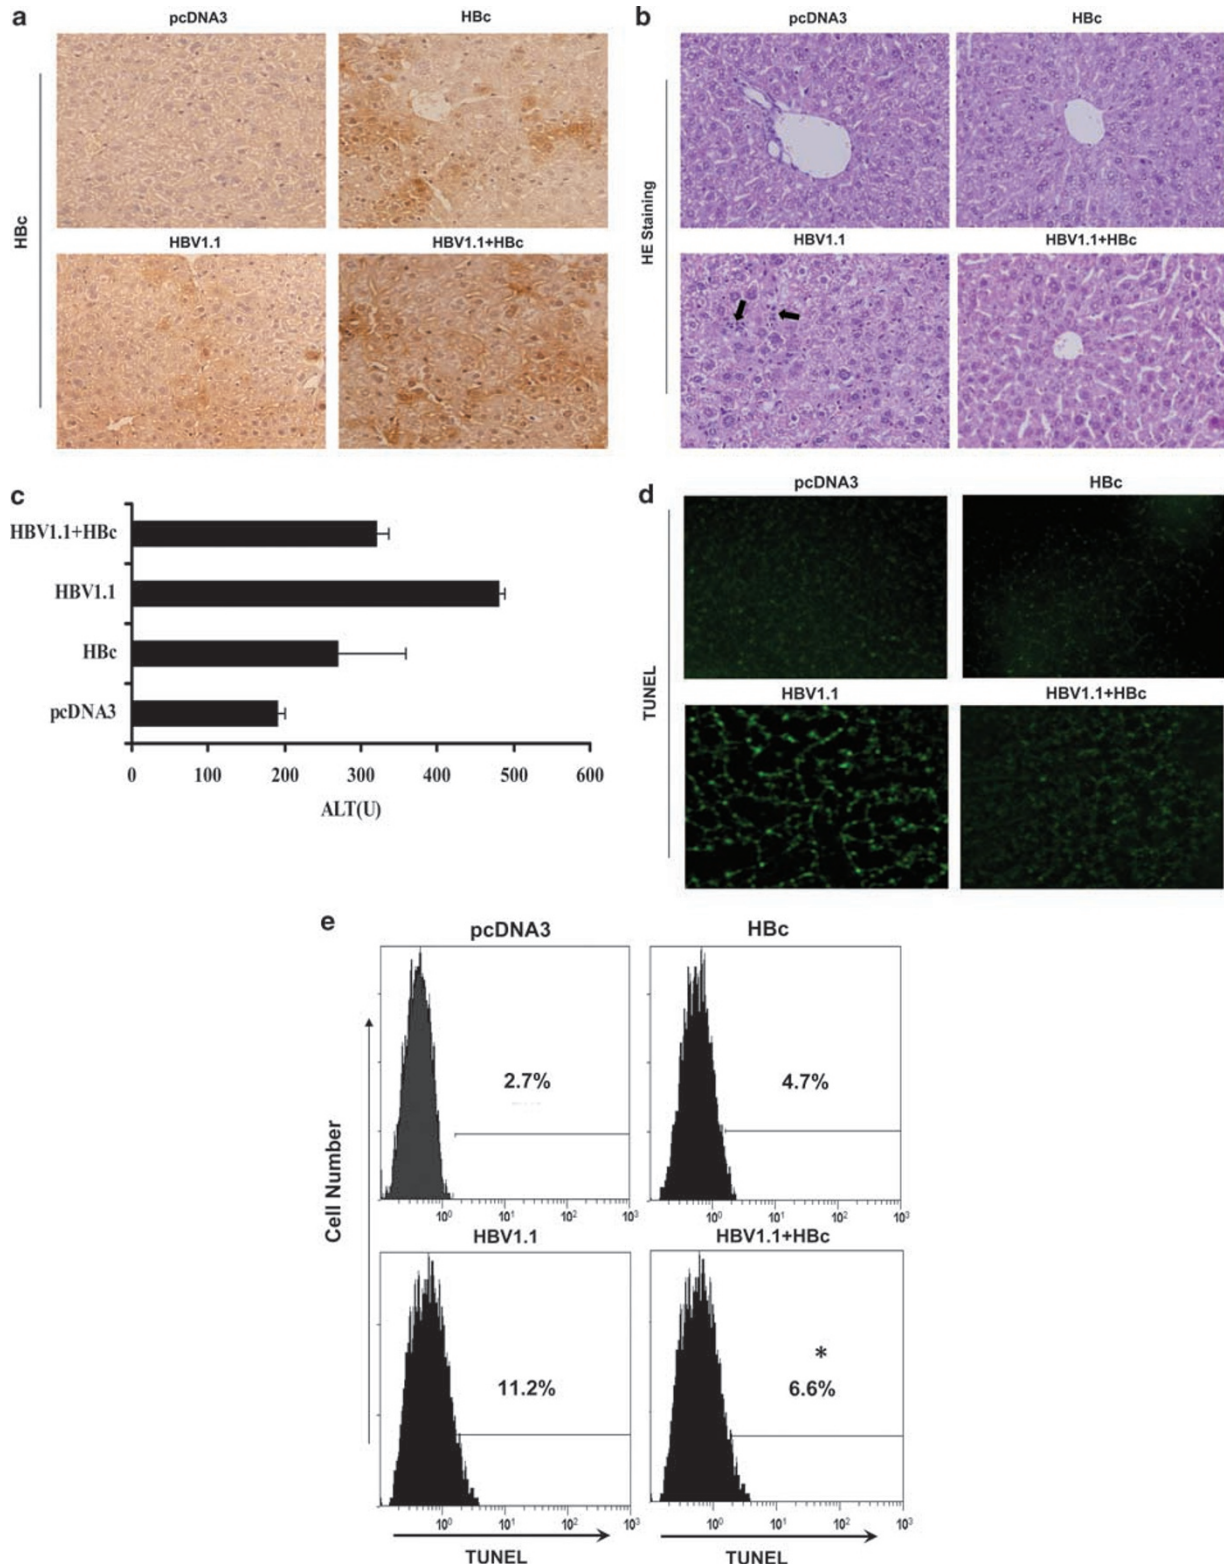 a
pcDNA3
HBc
HBc
HBV1.1
HBV1.1+HBc
b
pcDNA3
HBc
HE Staining
HBV1.1
HBV1.1+HBc
c
HBV1.1+HBc
HBV1.1
HBc
pcDNA3
0 100 200 300 400 500 600
ALT(U)
d
pcDNA3
HBc
TUNEL
HBV1.1
HBV1.1+HBc
e
pcDNA3
HBc
2.7%
4.7%
Cell Number
10⁰ 10¹ 10² 10³
10⁰ 10¹ 10² 10³
HBV1.1
HBV1.1+HBc
11.2%
*
6.6%
10⁰ 10¹ 10² 10³
10⁰ 10¹ 10² 10³
TUNEL
TUNEL